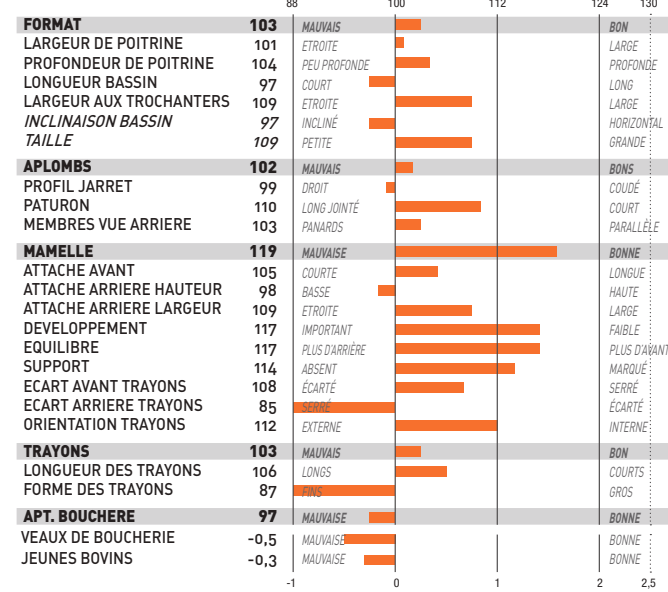 88 100 112 124 130
FORMAT 103 MAUVAIS BON
LARGEUR DE POITRINE 101 ETROITE LARGE
PROFONDEUR DE POITRINE 104 PEU PROFONDE PROFONDE
LONGUEUR BASSIN 97 COURT LONG
LARGEUR AUX TROCHANTERS 109 ETROITE LARGE
INCLINAISON BASSIN 97 INCLINÉ HORIZONTAL
TAILLE 109 PETITE GRANDE
APLOMBS 102 MAUVAIS BONS
PROFIL JARRET 99 DROIT COUDÉ
PATURON 110 LONG JOINTÉ COURT
MEMBRES VUE ARRIERE 103 PANARDS PARALLÈLE
MAMELLE 119 MAUVAISE BONNE
ATTACHE AVANT 105 COURTE LONGUE
ATTACHE ARRIERE HAUTEUR 98 BASSE HAUTE
ATTACHE ARRIERE LARGEUR 109 ETROITE LARGE
DEVELOPPEMENT 117 IMPORTANT FAIBLE
EQUILIBRE 117 PLUS D'ARRIÈRE PLUS D'AVANT
SUPPORT 114 ABSENT MARQUÉ
ECART AVANT TRAYONS 108 ÉCARTÉ SERRÉ
ECART ARRIERE TRAYONS 85 SERRÉ ÉCARTÉ
ORIENTATION TRAYONS 112 EXTERNE INTERNE
TRAYONS 103 MAUVAIS BON
LONGUEUR DES TRAYONS 106 LONGS COURTS
FORME DES TRAYONS 87 FINS GROS
APT. BOUCHERE 97 MAUVAISE BONNE
VEAUX DE BOUCHERIE -0,5 MAUVAISE BONNE
JEUNES BOVINS -0,3 MAUVAISE BONNE
-1 0 1 2 2,5